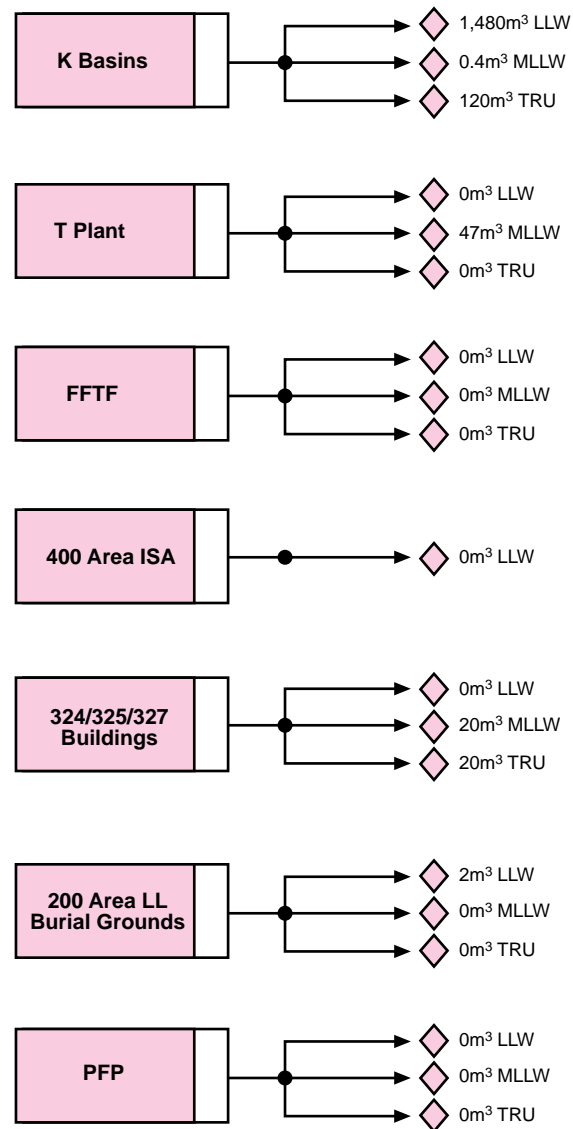 K Basins
1,480m³ LLW
0.4m³ MLLW
120m³ TRU
T Plant
0m³ LLW
47m³ MLLW
0m³ TRU
FFTF
0m³ LLW
0m³ MLLW
0m³ TRU
400 Area ISA
0m³ LLW
324/325/327
Buildings
0m³ LLW
20m³ MLLW
20m³ TRU
200 Area LL
Burial Grounds
2m³ LLW
0m³ MLLW
0m³ TRU
PFP
0m³ LLW
0m³ MLLW
0m³ TRU